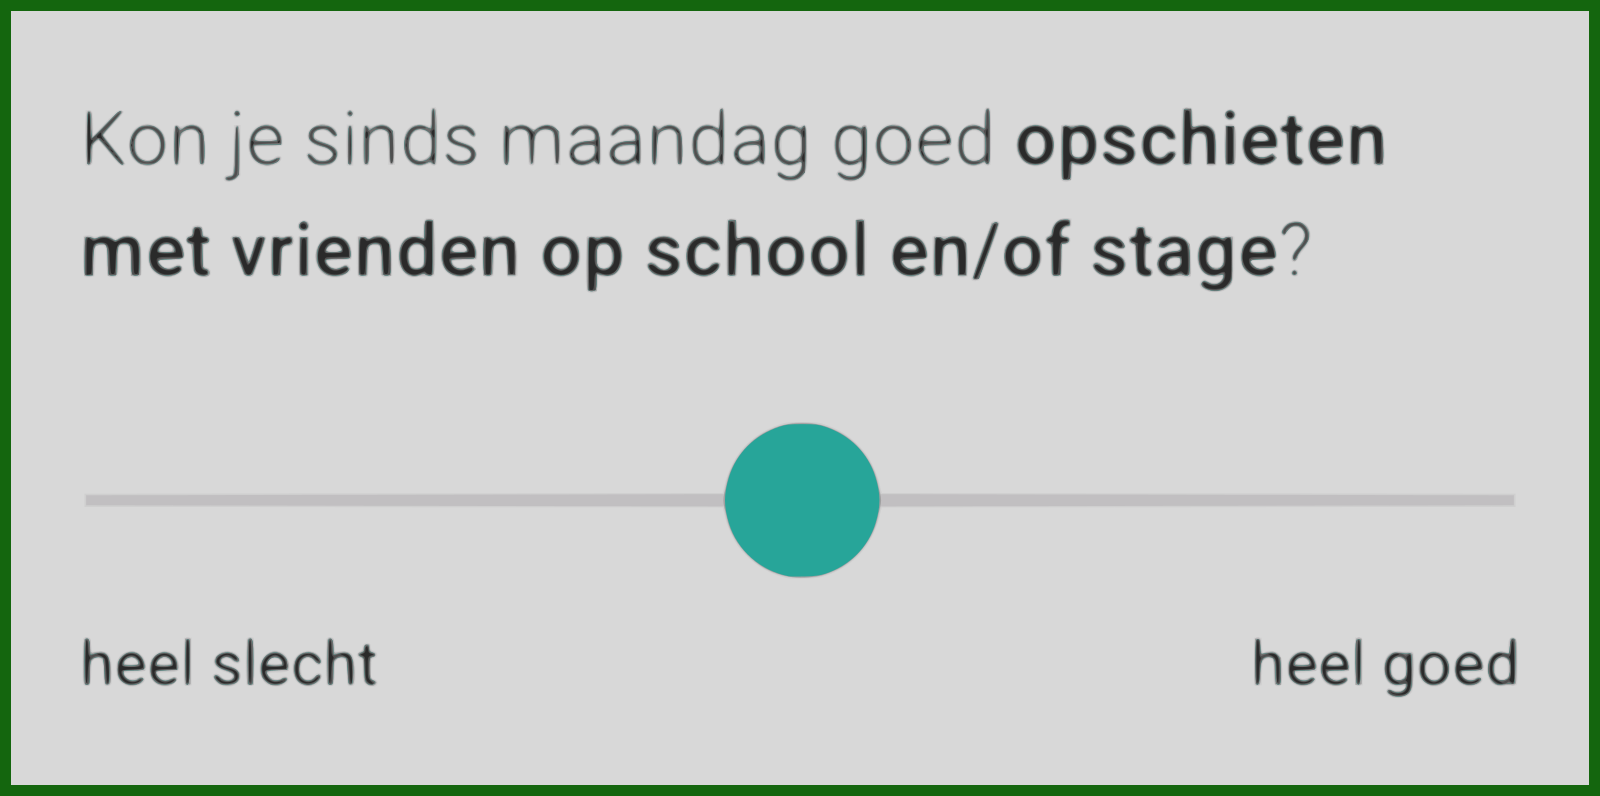 Kon je sinds maandag goed opschieten
met vrienden op school en/of stage?
heel slecht
heel goed